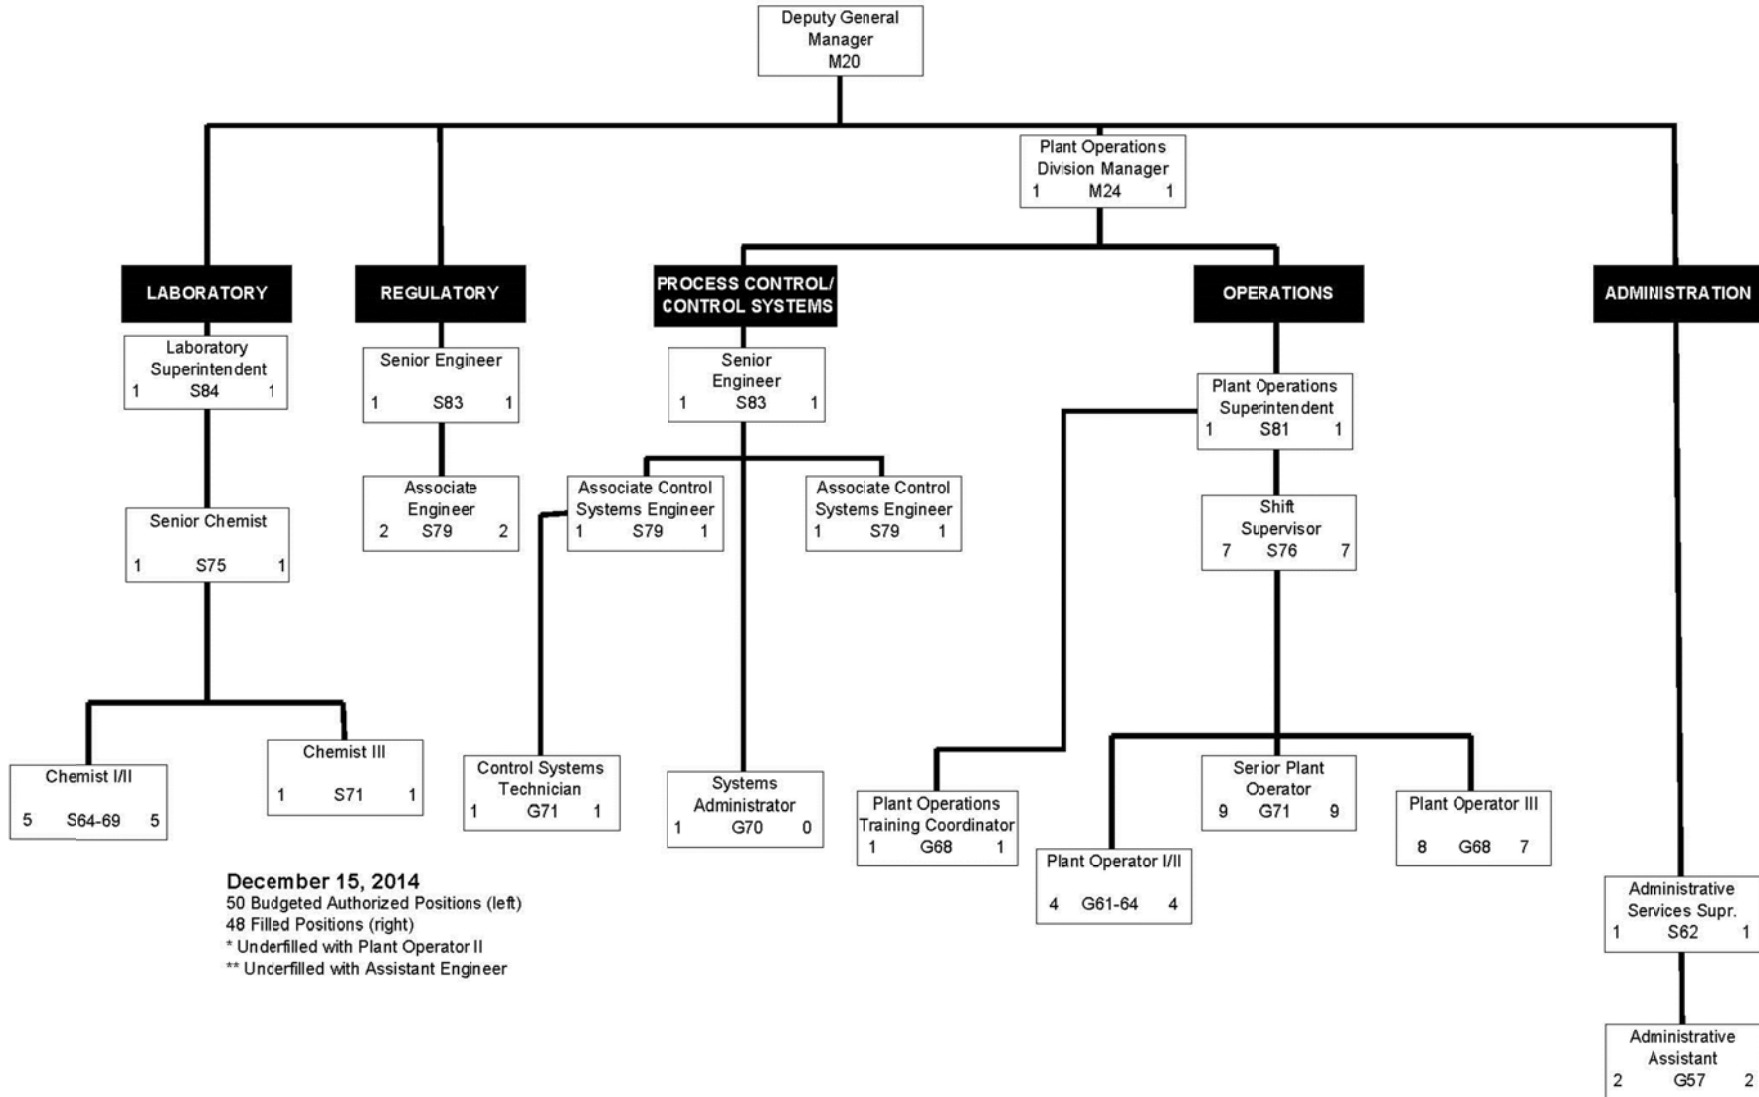 Deputy General
Manager
M20
Plant Operations
Division Manager
1 M24 1
LABORATORY
Laboratory
Superintendent
1 S84 1
Senior Chemist
1 S75 1
Chemist I/II
5 S64-69 5
Chemist III
1 S71 1
REGULATORY
Senior Engineer
1 S83 1
Associate
Engineer
2 S79 2
PROCESS CONTROL/
CONTROL SYSTEMS
Senior
Engineer
1 S83 1
Associate Control
Systems Engineer
1 S79 1
Associate Control
Systems Engineer
1 S79 1
Control Systems
Technician
1 G71 1
Systems
Administrator
1 G70 0
OPERATIONS
Plant Operations
Superintendent
1 S81 1
Shift
Supervisor
7 S76 7
Plant Operations
Training Coordinator
1 G68 1
Plant Operator I/II
4 G61-64 4
Serior Plant
Operator
9 G71 9
Plant Operator III
8 G68 7
ADMINISTRATION
Administrative
Services Supr.
1 S62 1
Administrative
Assistant
2 G57 2
December 15, 2014
50 Budgeted Authorized Positions (left)
48 Filled Positions (right)
* Underfilled with Plant Operator II
** Uncerfilled with Assistant Engineer